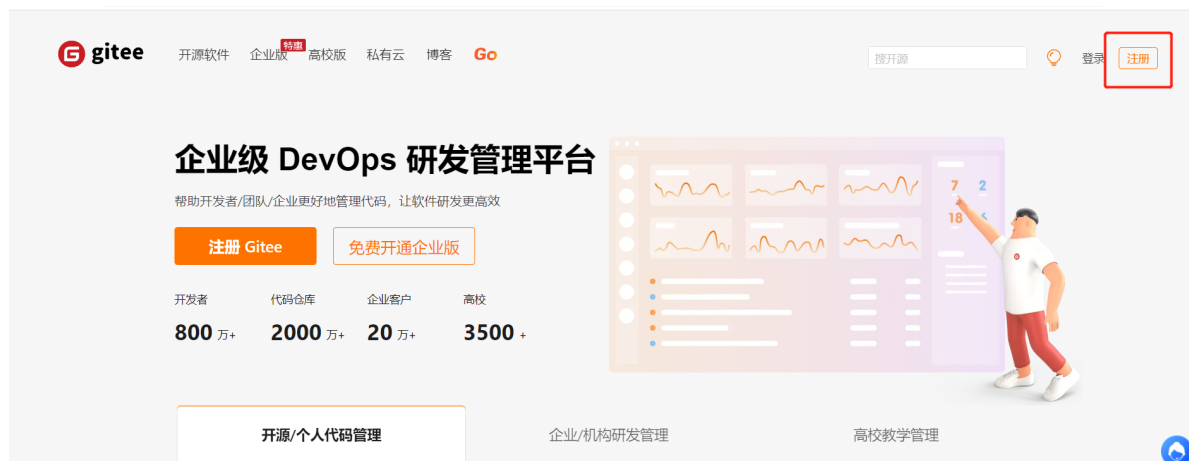 gitee 开源软件 企业版 特惠 高校版 私有云 博客 Go 搜开源 登录 注册
企业级 DevOps 研发管理平台
帮助开发者/团队/企业更好地管理代码，让软件研发更高效
注册 Gitee 免费开通企业版
开发者 代码仓库 企业客户 高校
800 万+ 2000 万+ 20 万+ 3500 +
7 2
18
开源/个人代码管理 企业/机构研发管理 高校教学管理